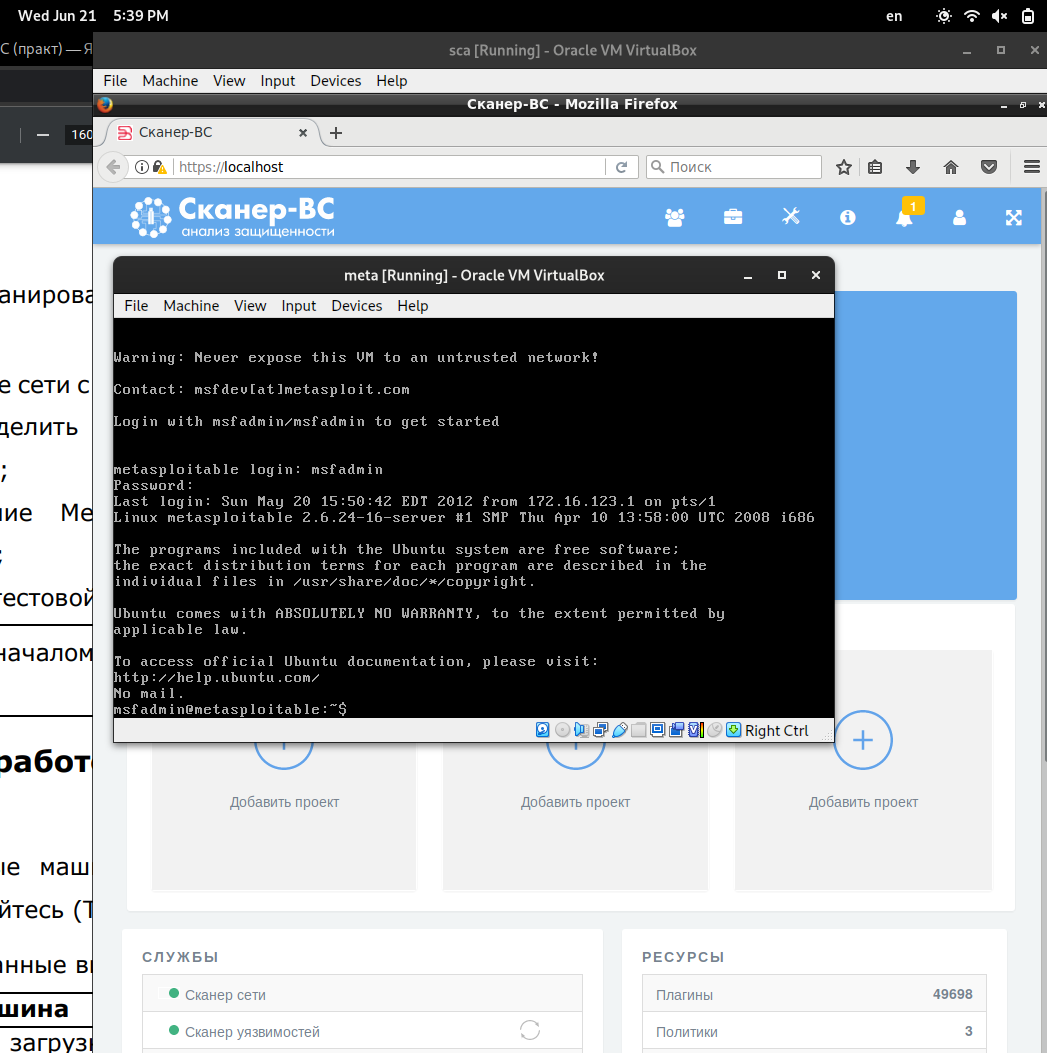 Wed Jun 21 5:39 PM
en
С (практ) — Я
sca [Running] - Oracle VM VirtualBox
File Machine View Input Devices Help
Сканер-ВС - Mozilla Firefox
160
Сканер-ВС
https://localhost
Поиск
Сканер-ВС
анализ защищенности
1
meta [Running] - Oracle VM VirtualBox
File Machine View Input Devices Help
Warning: Never expose this VM to an untrusted network!
Contact: msfdev[at]metasploit.com
Login with msfadmin/msfadmin to get started
metasploitable login: msfadmin
Password:
Last login: Sun May 20 15:50:42 EDT 2012 from 172.16.123.1 on pts/1
Linux metasploitable 2.6.24-16-server #1 SMP Thu Apr 10 13:58:00 UTC 2008 i686
The programs included with the Ubuntu system are free software;
the exact distribution terms for each program are described in the
individual files in /usr/share/doc/*/copyright.
Ubuntu comes with ABSOLUTELY NO WARRANTY, to the extent permitted by
applicable law.
To access official Ubuntu documentation, please visit:
http://help.ubuntu.com/
No mail.
msfadmin@metasploitable:~$
Right Ctrl
анирова
е сети с
делить
;
ние Ме
;
тестовой
началом
работ
ые маш
йтесь (Т
анные в
шина
загруз
Добавить проект
Добавить проект
Добавить проект
СЛУЖБЫ
Сканер сети
Сканер уязвимостей
РЕСУРСЫ
Плагины 49698
Политики 3